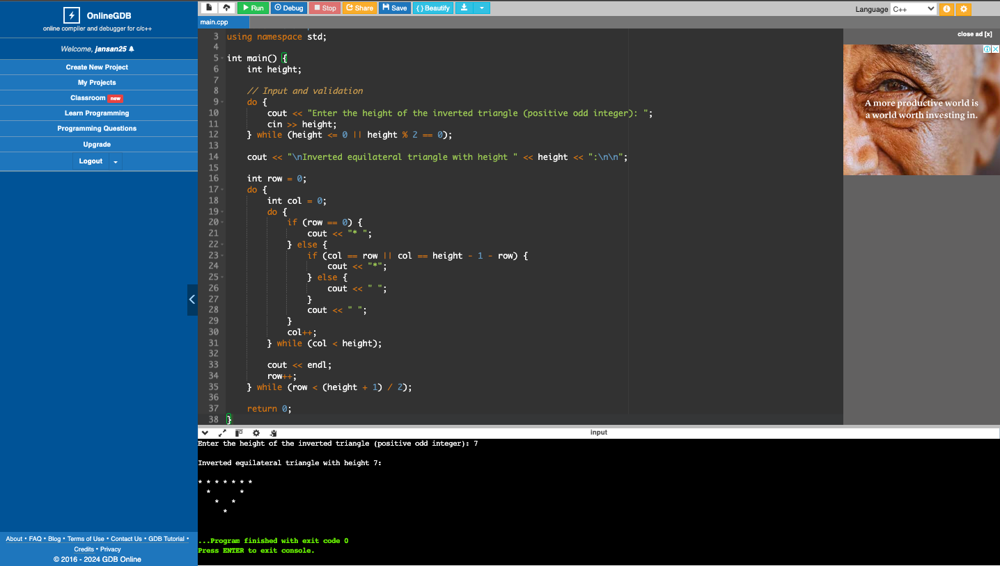 OnlineGDB
online compiler and debugger for c/c++
Welcome, jansan25
Create New Project
My Projects
Classroom new
Learn Programming
Programming Questions
Upgrade
Logout
About • FAQ • Blog • Terms of Use • Contact Us • GDB Tutorial •
Credits • Privacy
© 2016 - 2024 GDB Online
Run Debug Stop Share Save { } Beautify
Language C++
main.cpp
3 using namespace std;
4
5 int main() {
6     int height;
7
8     // Input and validation
9     do {
10         cout << "Enter the height of the inverted triangle (positive odd integer): ";
11         cin >> height;
12     } while (height <= 0 || height % 2 == 0);
13
14     cout << "\nInverted equilateral triangle with height " << height << ":\n\n";
15
16     int row = 0;
17     do {
18         int col = 0;
19         do {
20             if (row == 0) {
21                 cout << "* ";
22             } else {
23                 if (col == row || col == height - 1 - row) {
24                     cout << "*";
25                 } else {
26                     cout << " ";
27                 }
28                 cout << " ";
29             }
30             col++;
31         } while (col < height);
32
33         cout << endl;
34         row++;
35     } while (row < (height + 1) / 2);
36
37     return 0;
38 }
close ad [x]
A more productive world is
a world worth investing in.
input
Enter the height of the inverted triangle (positive odd integer): 7
Inverted equilateral triangle with height 7:
* * * * * * *
  *       *
    *   *
      *
...Program finished with exit code 0
Press ENTER to exit console.